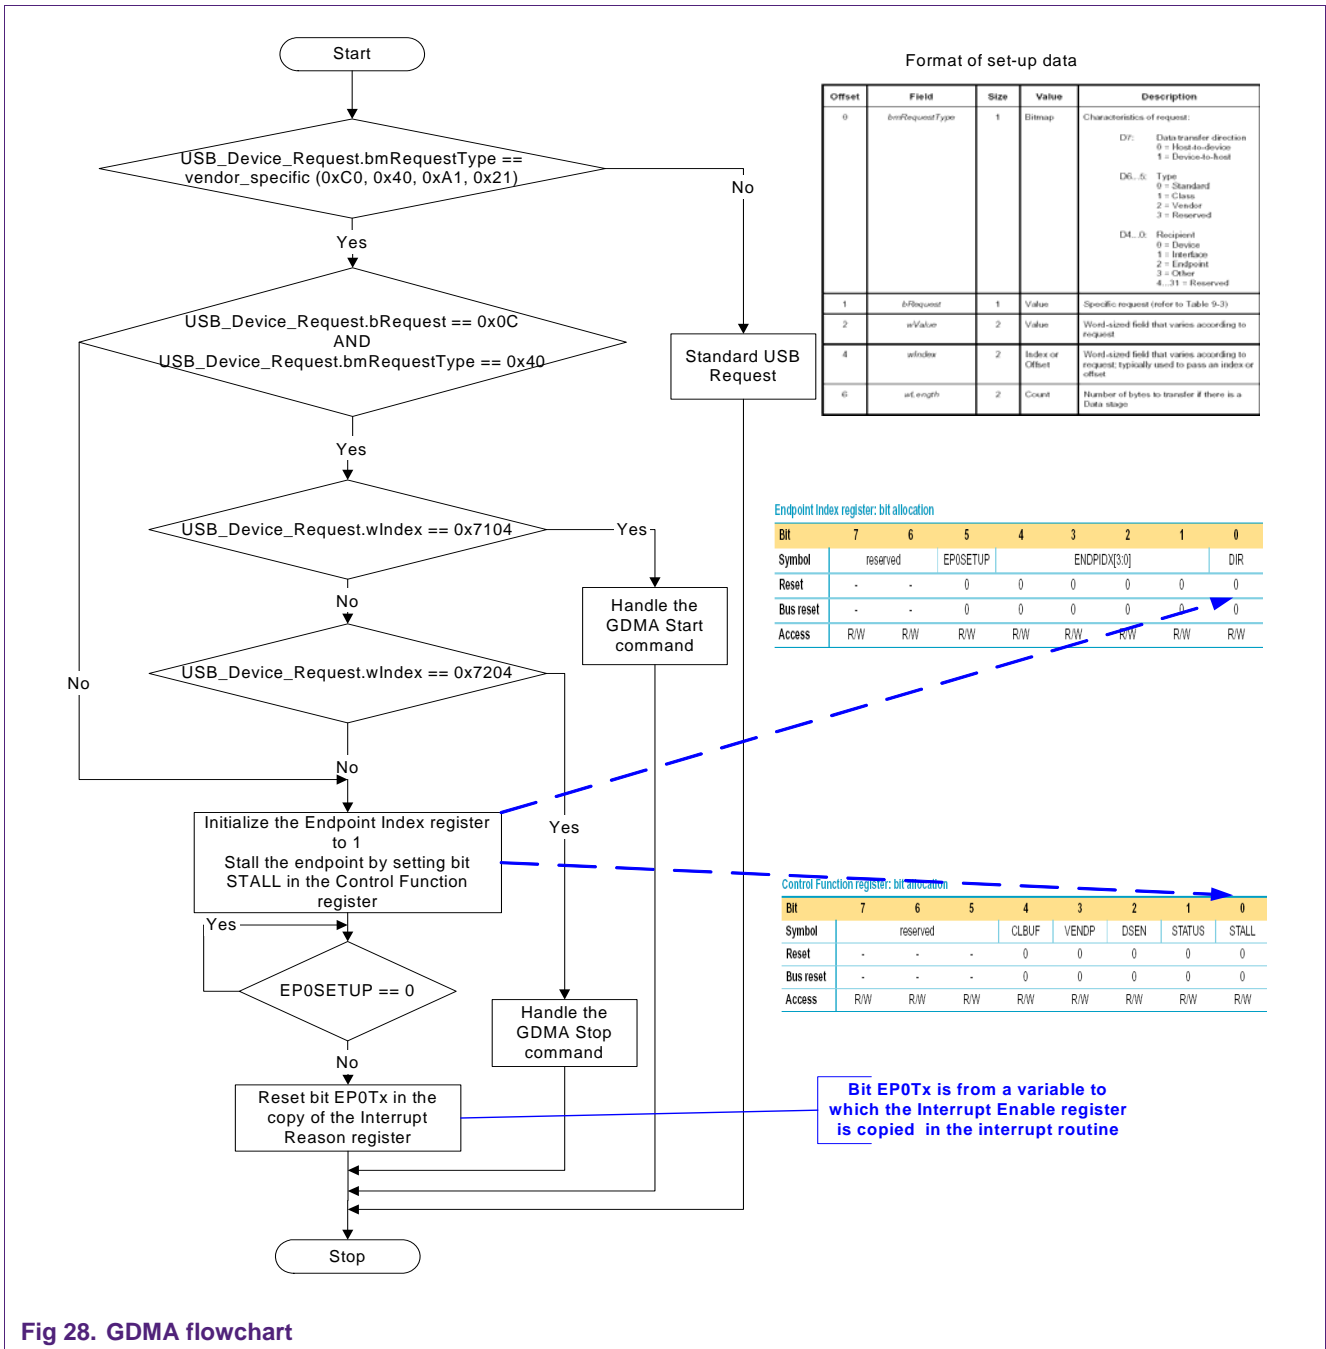 Start
USB_Device_Request.bmRequestType ==
vendor_specific (0xC0, 0x40, 0xA1, 0x21)
No
Yes
USB_Device_Request.bRequest == 0x0C
AND
USB_Device_Request.bmRequestType == 0x40
Standard USB
Request
Yes
USB_Device_Request.wIndex == 0x7104
Yes
No
Handle the
GDMA Start
command
USB_Device_Request.wIndex == 0x7204
No
No
Initialize the Endpoint Index register
to 1
Stall the endpoint by setting bit
STALL in the Control Function
register
Yes
Yes
EP0SETUP == 0
Handle the
GDMA Stop
command
No
Reset bit EP0Tx in the
copy of the Interrupt
Reason register
Stop
Format of set-up data
Offset Field Size Value Description
0 bmRequestType 1 Bitmap Characteristics of request:
D7: Data transfer direction
0 = Host-to-device
1 = Device-to-host
D6...5: Type
0 = Standard
1 = Class
2 = Vendor
3 = Reserved
D4...0: Recipient
0 = Device
1 = Interface
2 = Endpoint
3 = Other
4...31 = Reserved
1 bRequest 1 Value Specific request (refer to Table 9-3)
2 wValue 2 Value Word-sized field that varies according to
request
4 wIndex 2 Index or Word-sized field that varies according to
Offset request; typically used to pass an index or
offset
6 wLength 2 Count Number of bytes to transfer if there is a
Data stage
Endpoint Index register: bit allocation
Bit 7 6 5 4 3 2 1 0
Symbol reserved EP0SETUP ENDPIDX[3:0] DIR
Reset - - 0 0 0 0 0 0
Bus reset - - 0 0 0 0 0 0
Access R/W R/W R/W R/W R/W R/W R/W R/W
Control Function register: bit allocation
Bit 7 6 5 4 3 2 1 0
Symbol reserved CLBUF VENDP DSEN STATUS STALL
Reset - - - 0 0 0 0 0
Bus reset - - - 0 0 0 0 0
Access R/W R/W R/W R/W R/W R/W R/W R/W
Bit EP0Tx is from a variable to
which the Interrupt Enable register
is copied in the interrupt routine
Fig 28. GDMA flowchart